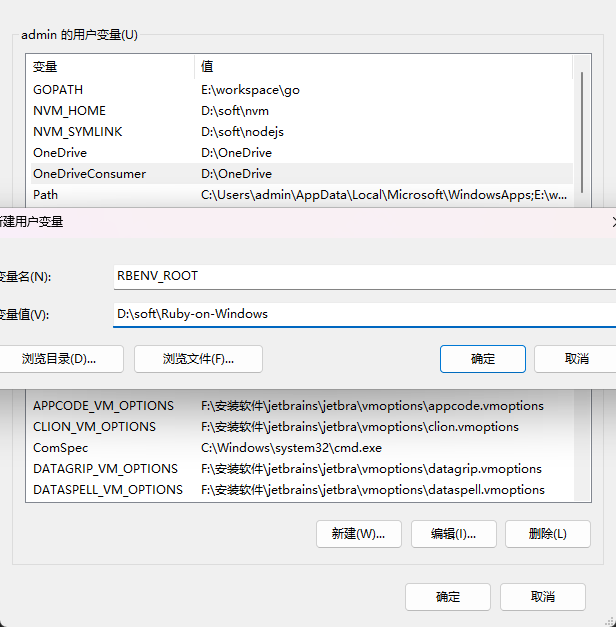 admin 的用户变量(U)
变量 值
GOPATH E:\workspace\go
NVM_HOME D:\soft\nvm
NVM_SYMLINK D:\soft\nodejs
OneDrive D:\OneDrive
OneDriveConsumer D:\OneDrive
Path C:\Users\admin\AppData\Local\Microsoft\WindowsApps;E:\w...
新建用户变量
变量名(N): RBENV_ROOT
变量值(V): D:\soft\Ruby-on-Windows
浏览目录(D)... 浏览文件(F)... 确定 取消
APPCODE_VM_OPTIONS F:\安装软件\jetbrains\jetbra\vmoptions\appcode.vmoptions
CLION_VM_OPTIONS F:\安装软件\jetbrains\jetbra\vmoptions\clion.vmoptions
ComSpec C:\Windows\system32\cmd.exe
DATAGRIP_VM_OPTIONS F:\安装软件\jetbrains\jetbra\vmoptions\datagrip.vmoptions
DATASPELL_VM_OPTIONS F:\安装软件\jetbrains\jetbra\vmoptions\dataspell.vmoptions
新建(W)... 编辑(I)... 删除(L)
确定 取消